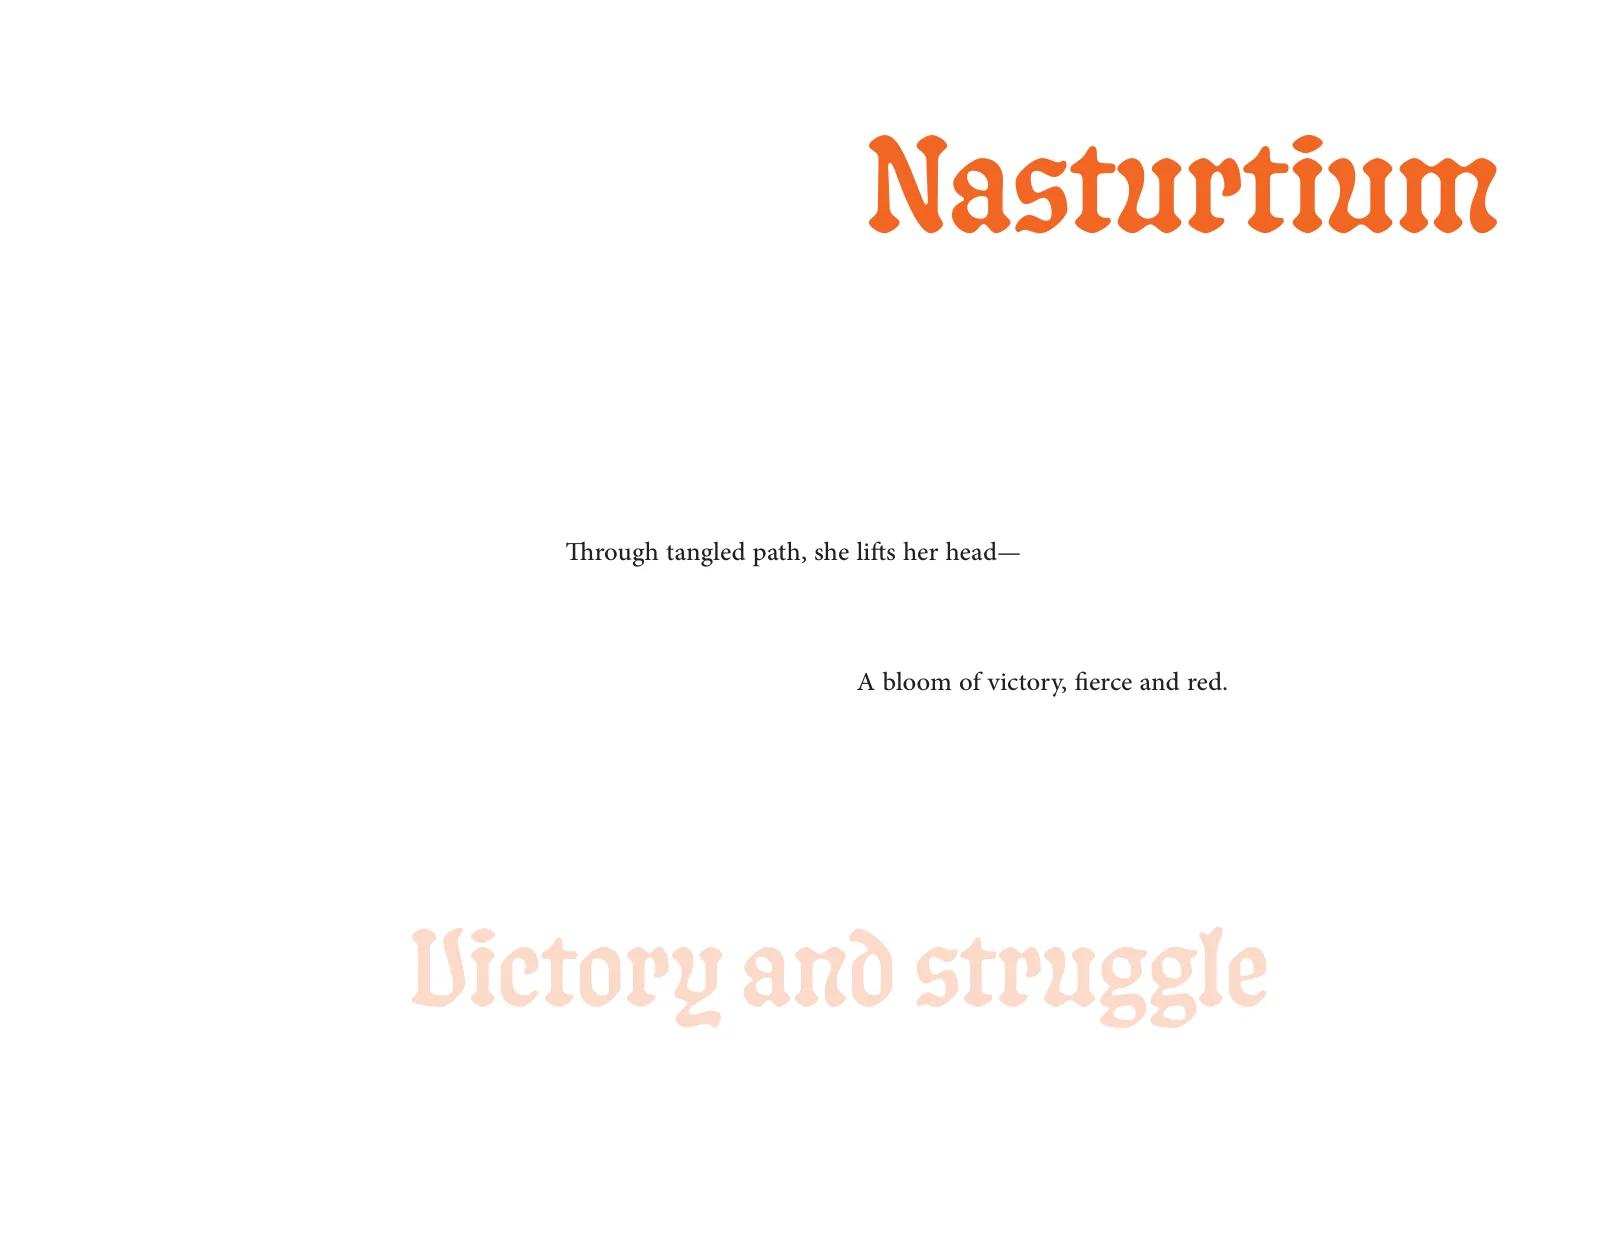 Nasturtium
Through tangled path, she lifts her head—
A bloom of victory, fierce and red.
Victory and struggle